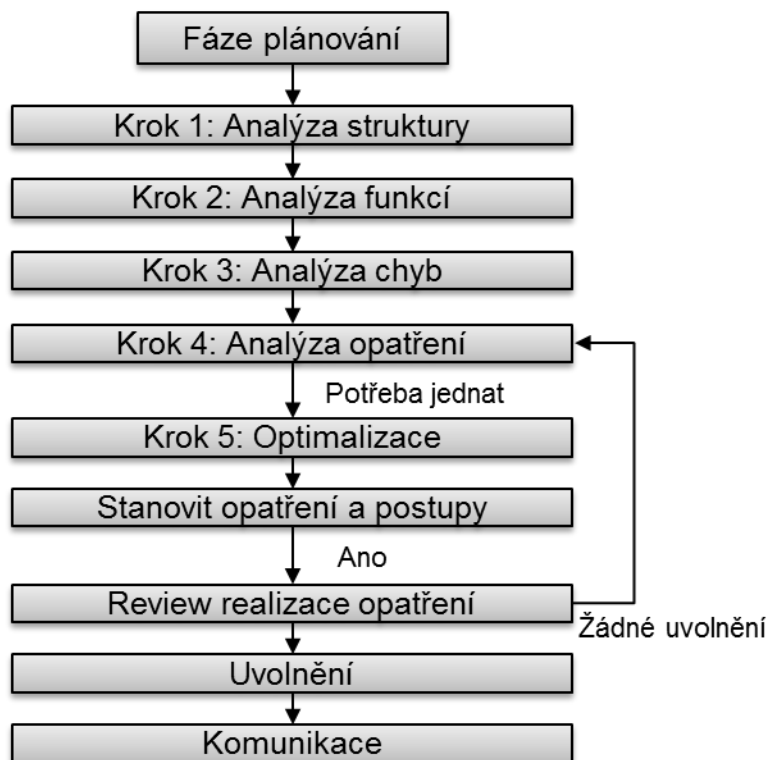 Fáze plánování
Krok 1: Analýza struktury
Krok 2: Analýza funkcí
Krok 3: Analýza chyb
Krok 4: Analýza opatření
Potřeba jednat
Krok 5: Optimalizace
Stanovit opatření a postupy
Ano
Review realizace opatření
Žádné uvolnění
Uvolnění
Komunikace